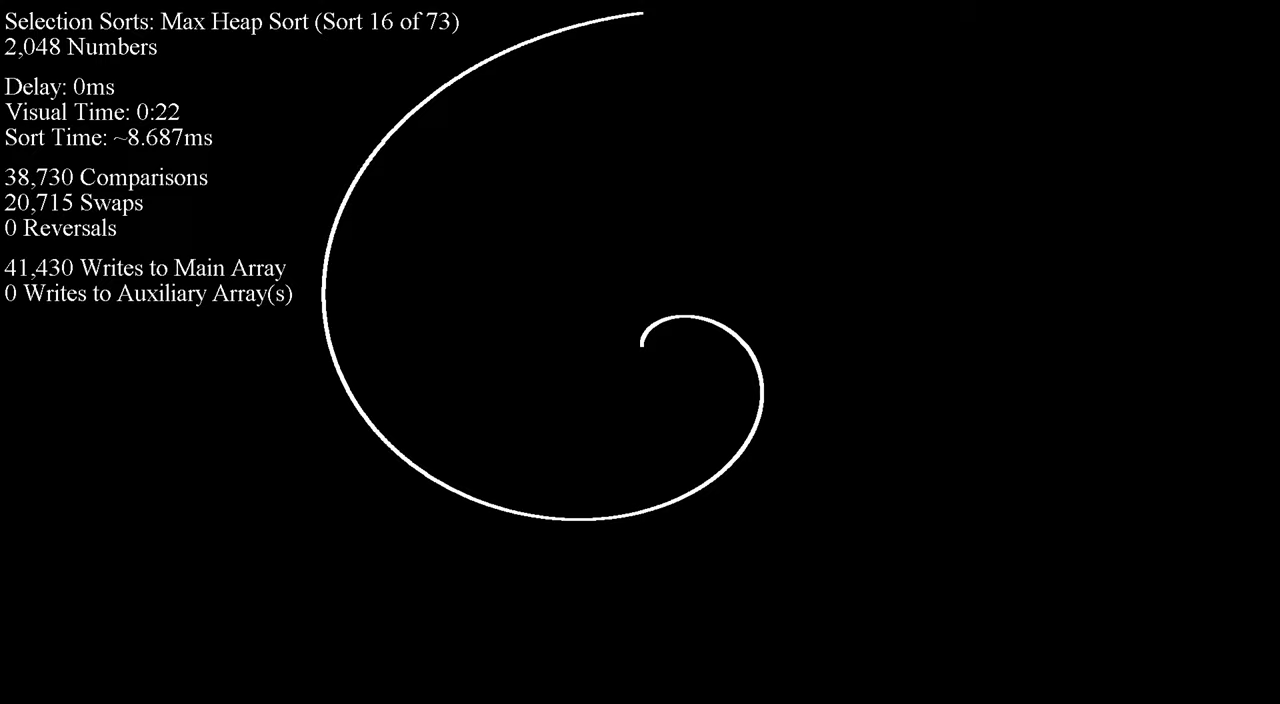 Selection Sorts: Max Heap Sort (Sort 16 of 73)
2,048 Numbers
Delay: 0ms
Visual Time: 0:22
Sort Time: ~8.687ms
38,730 Comparisons
20,715 Swaps
0 Reversals
41,430 Writes to Main Array
0 Writes to Auxiliary Array(s)